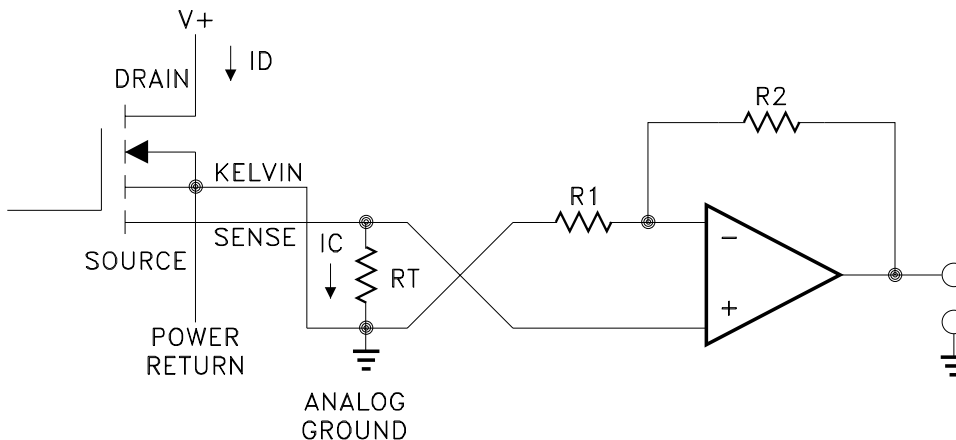 V+
ID
DRAIN
R2
KELVIN
R1
SENSE
SOURCE
IC
RT
−
+
POWER
RETURN
ANALOG
GROUND